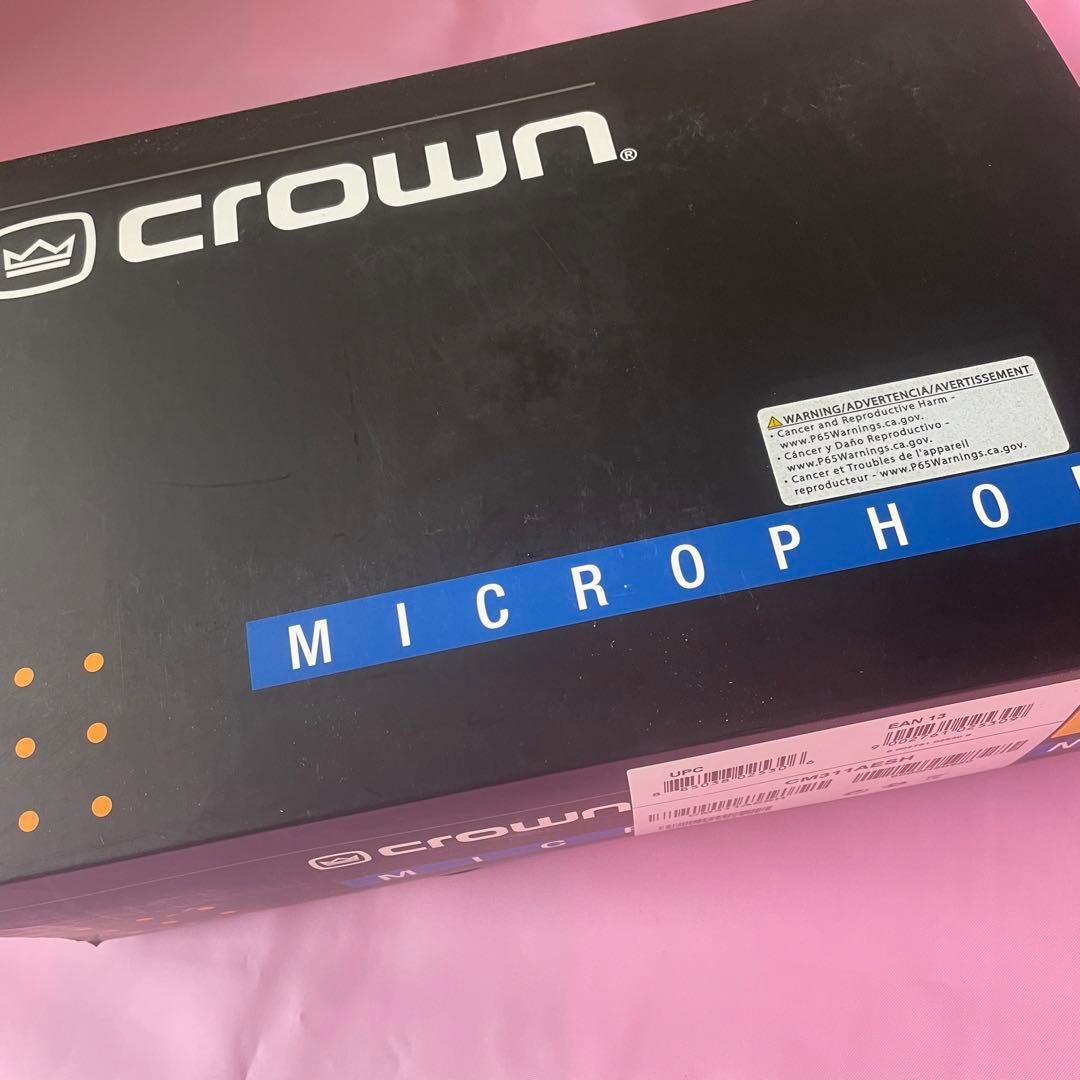 crown®
WARNING/ADVERTENCIA/AVERTISSEMENT
• Cancer and Reproductive Harm -
www.P65Warnings.ca.gov.
• Cáncer y Daño Reproductivo -
www.P65Warnings.ca.gov.
• Cancer et Troubles de l'appareil
reproducteur - www.P65Warnings.ca.gov.
MICROPHO
UPC
EAN 13
CM311AESH
crown
MIC